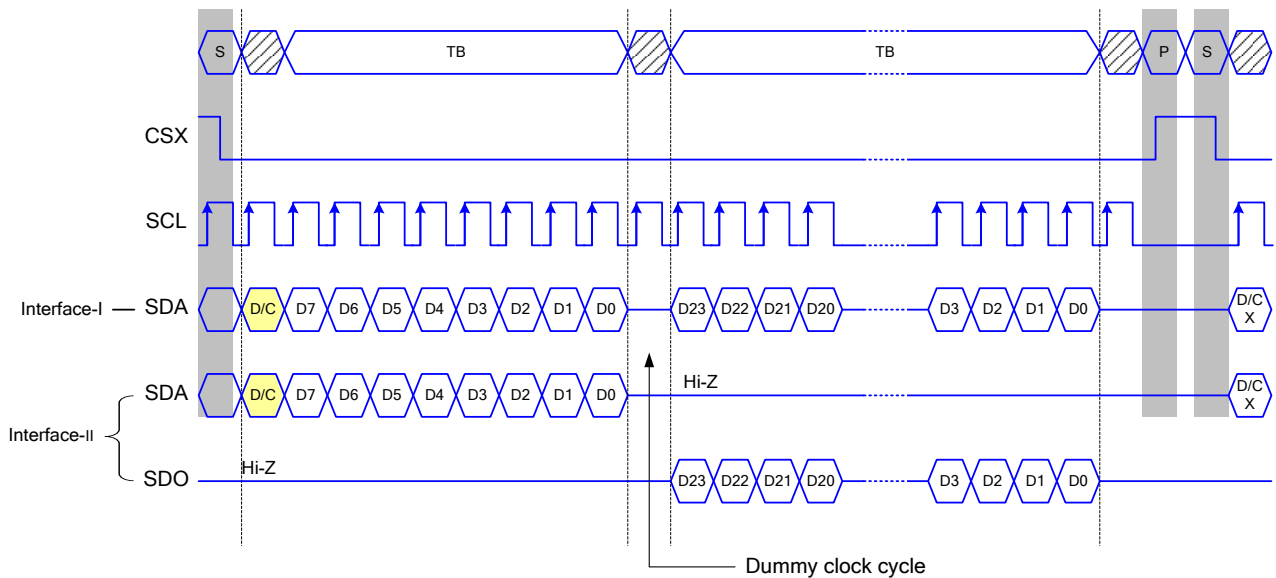 S TB TB P S
CSX
SCL
Interface-I SDA D/C D7 D6 D5 D4 D3 D2 D1 D0 D23 D22 D21 D20 D3 D2 D1 D0 D/C
X
Hi-Z
SDA D/C D7 D6 D5 D4 D3 D2 D1 D0 D/C
X
Interface-II
Hi-Z
SDO D23 D22 D21 D20 D3 D2 D1 D0
Dummy clock cycle